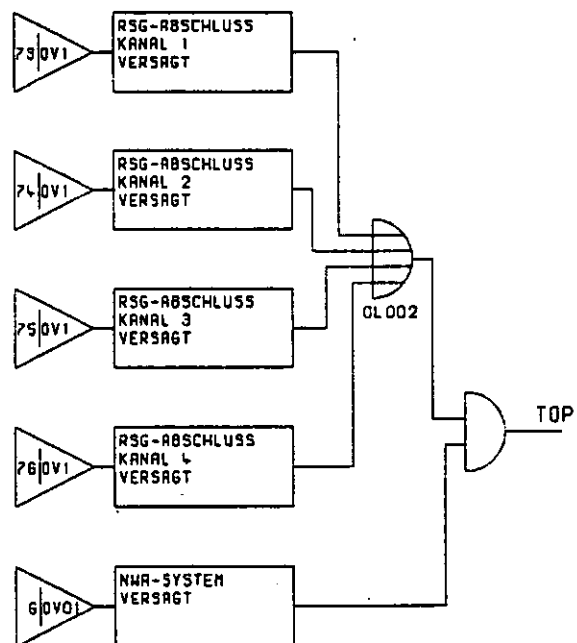 73 0V1
RSG-ABSCHLUSS
KANAL 1
VERSAGT
74 0V1
RSG-ABSCHLUSS
KANAL 2
VERSAGT
75 0V1
RSG-ABSCHLUSS
KANAL 3
VERSAGT
OL002
76 0V1
RSG-ABSCHLUSS
KANAL 4
VERSAGT
TOP
6 0V01
NWA-SYSTEM
VERSAGT